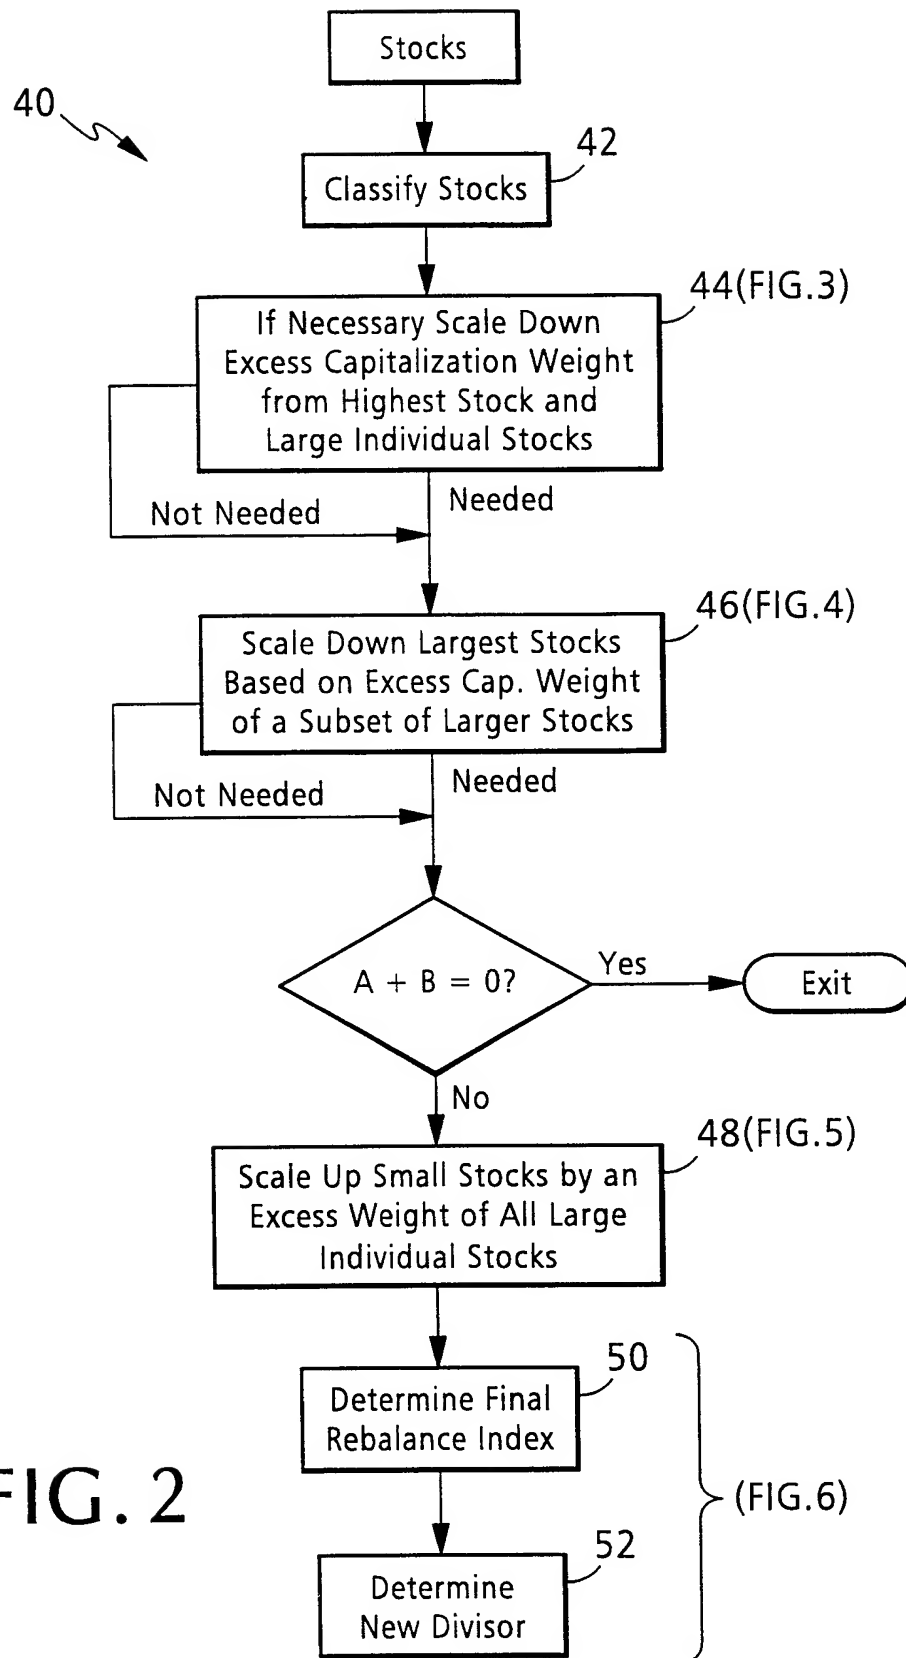 Stocks
40
42
Classify Stocks
44(FIG.3)
If Necessary Scale Down
Excess Capitalization Weight
from Highest Stock and
Large Individual Stocks
Needed
Not Needed
46(FIG.4)
Scale Down Largest Stocks
Based on Excess Cap. Weight
of a Subset of Larger Stocks
Needed
Not Needed
A + B = 0?
Yes
Exit
No
48(FIG.5)
Scale Up Small Stocks by an
Excess Weight of All Large
Individual Stocks
50
Determine Final
Rebalance Index
(FIG.6)
FIG. 2
52
Determine
New Divisor